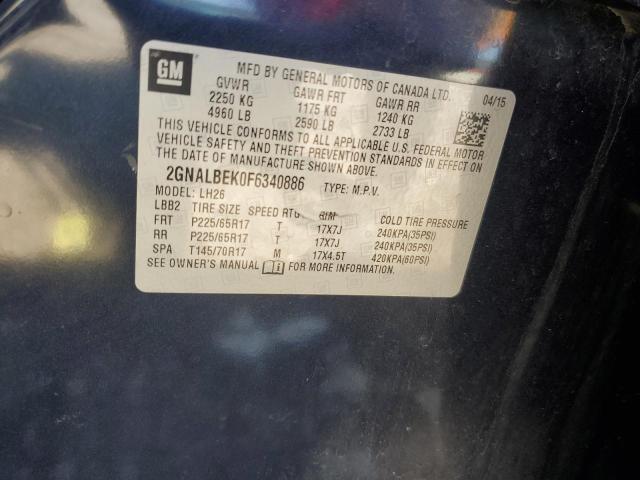 GM
MFD BY GENERAL MOTORS OF CANADA LTD. 04/15
GVWR GAWR FRT GAWR RR
2250 KG 1175 KG 1240 KG
4960 LB 2590 LB 2733 LB
THIS VEHICLE CONFORMS TO ALL APPLICABLE U.S. FEDERAL MOTOR
VEHICLE SAFETY AND THEFT PREVENTION STANDARDS IN EFFECT ON
THE DATE OF MANUFACTURE SHOWN ABOVE.
2GNALBEK0F6340886 TYPE: M.P.V.
MODEL: LH26
LBB2 TIRE SIZE SPEED RTG RIM COLD TIRE PRESSURE
FRT P225/65R17 T 17X7J 240KPA(35PSI)
RR P225/65R17 T 17X7J 240KPA(35PSI)
SPA T145/70R17 M 17X4.5T 420KPA(60PSI)
SEE OWNER'S MANUAL FOR MORE INFORMATION.